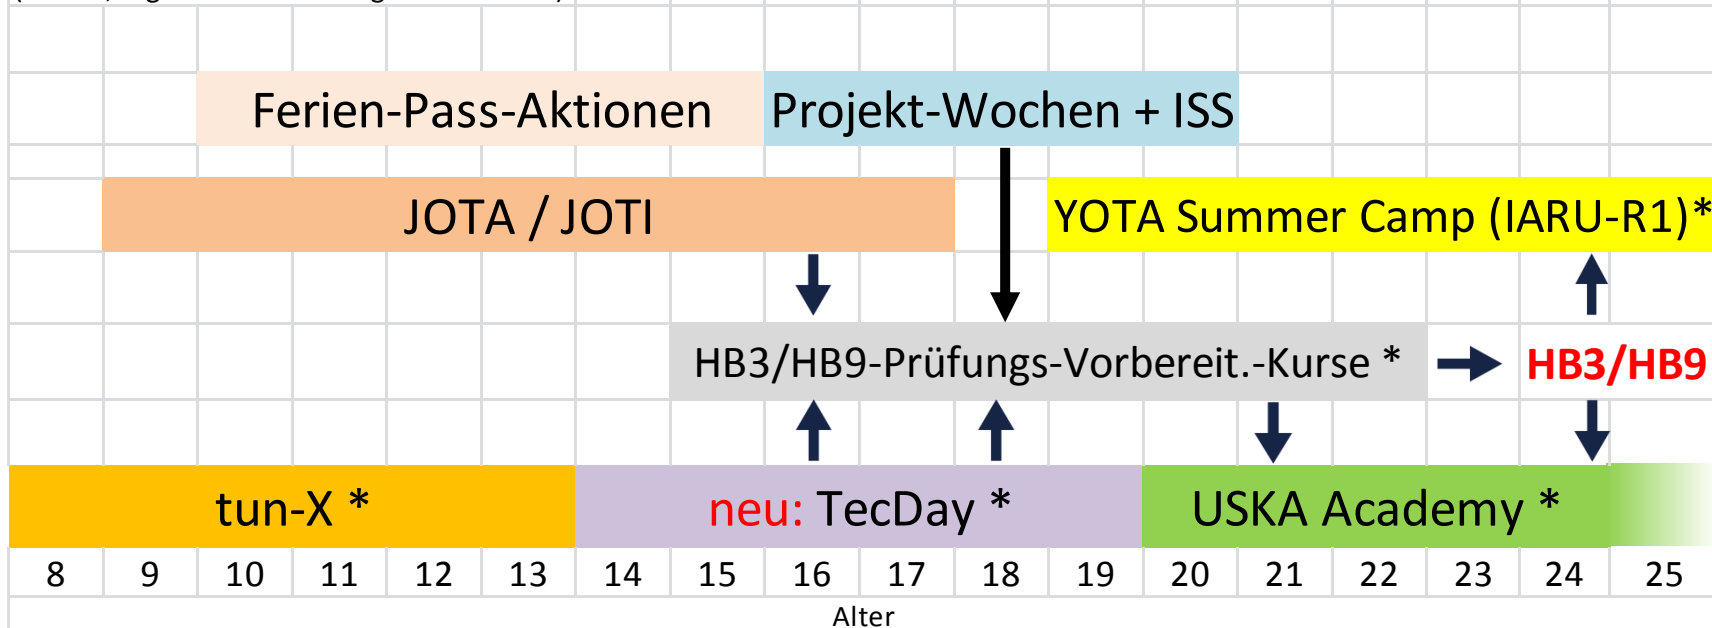 Ferien-Pass-Aktionen Projekt-Wochen + ISS
JOTA / JOTI YOTA Summer Camp (IARU-R1)*
HB3/HB9-Prüfungs-Vorbereit.-Kurse * HB3/HB9
tun-X * neu: TecDay * USKA Academy *
8 9 10 11 12 13 14 15 16 17 18 19 20 21 22 23 24 25
Alter